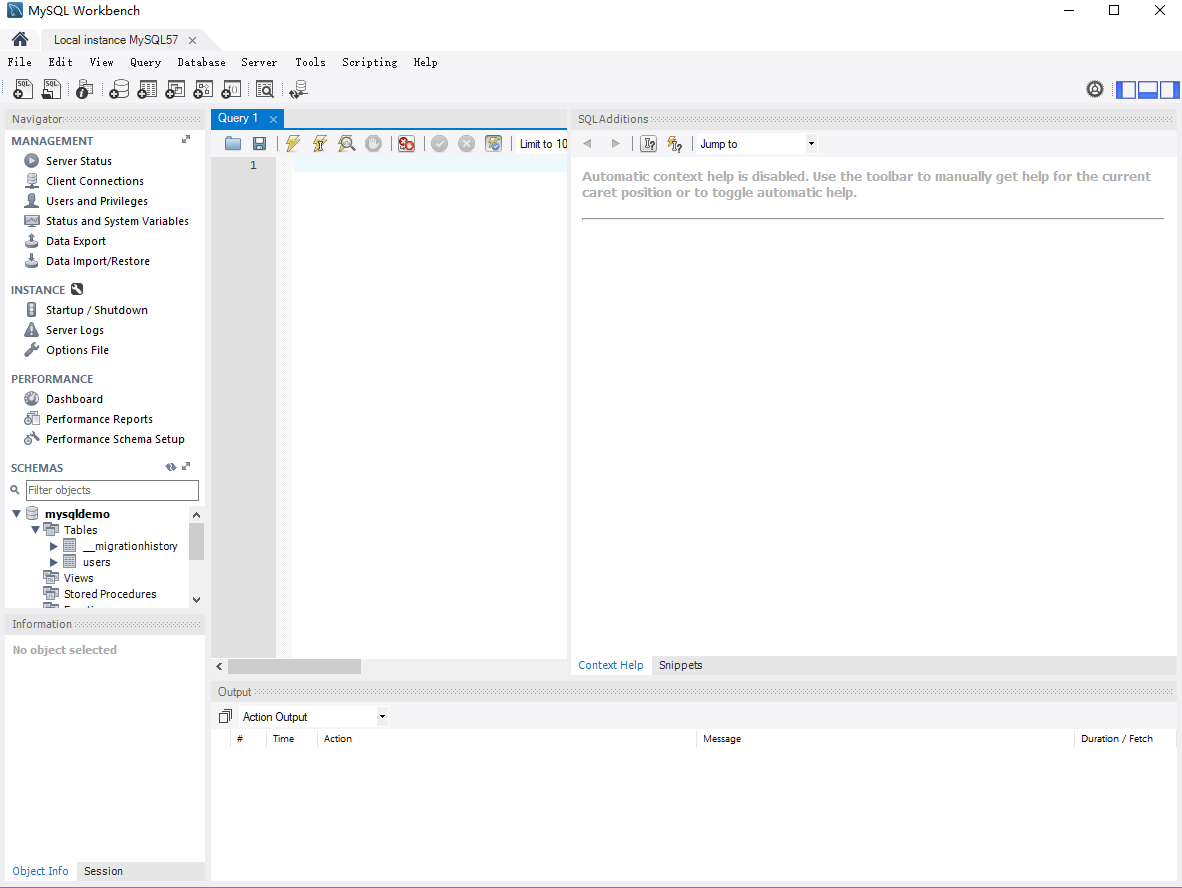 MySQL Workbench
Local instance MySQL57
File Edit View Query Database Server Tools Scripting Help
Navigator
MANAGEMENT
Server Status
Client Connections
Users and Privileges
Status and System Variables
Data Export
Data Import/Restore
INSTANCE
Startup / Shutdown
Server Logs
Options File
PERFORMANCE
Dashboard
Performance Reports
Performance Schema Setup
SCHEMAS
Filter objects
mysqldemo
Tables
__migrationhistory
users
Views
Stored Procedures
Information
No object selected
Object Info Session
Query 1
Limit to 10
1
SQLAdditions
Jump to
Automatic context help is disabled. Use the toolbar to manually get help for the current
caret position or to toggle automatic help.
Context Help Snippets
Output
Action Output
# Time Action Message Duration / Fetch